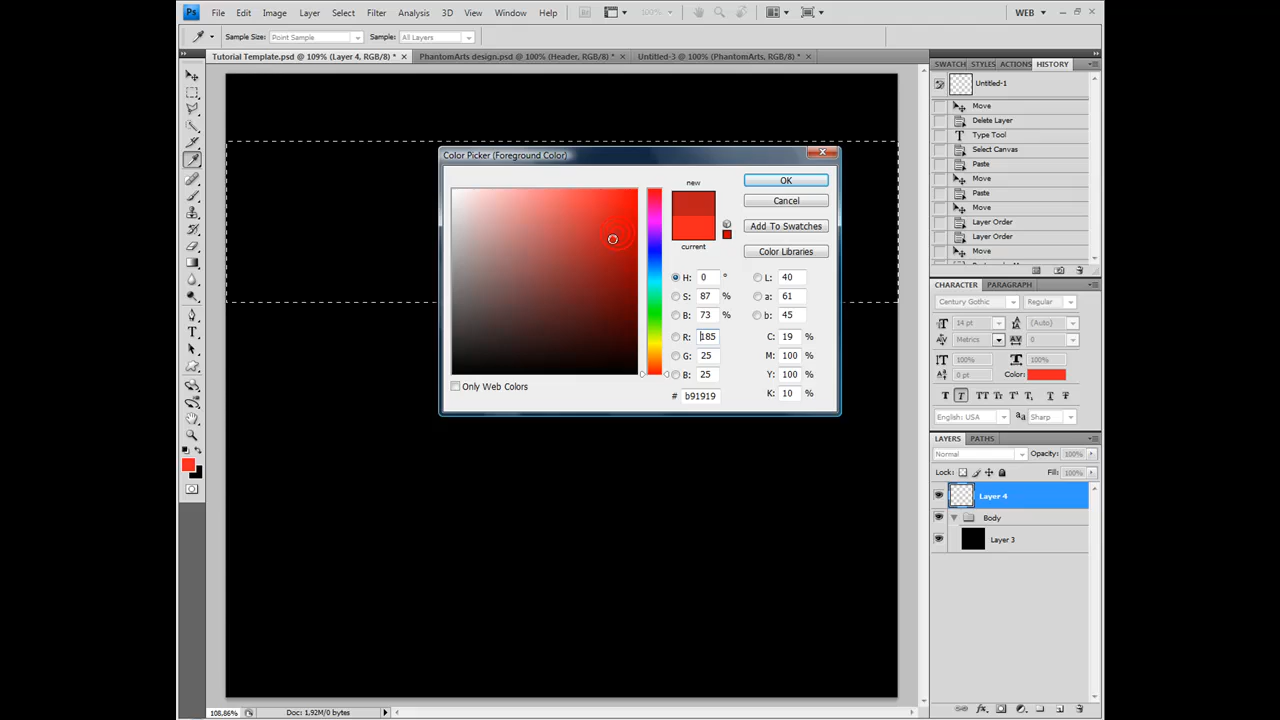 Ps File Edit Image Layer Select Filter Analysis 3D View Window Help 100% WEB
Sample Size: Point Sample Sample: All Layers
Tutorial Template.psd @ 109% (Layer 4, RGB/8) * PhantomArts design.psd @ 100% (Header, RGB/8) * Untitled-3 @ 100% (PhantomArts, RGB/8) *
SWATCH STYLES ACTIONS HISTORY
Untitled-1
Move
Delete Layer
Type Tool
Select Canvas
Paste
Move
Paste
Move
Layer Order
Layer Order
Move
Color Picker (Foreground Color)
new
current
OK
Cancel
Add To Swatches
Color Libraries
H: 0 ° L: 40
S: 87 % a: 61
B: 73 % b: 45
R: 185 C: 19 %
G: 25 M: 100 %
B: 25 Y: 100 %
# b91919 K: 10 %
Only Web Colors
CHARACTER PARAGRAPH
Century Gothic Regular
14 pt (Auto)
Metrics 0
100% 100%
0 pt Color:
T T TT Tr T¹ T₁ T T
English: USA aa Sharp
LAYERS PATHS
Normal Opacity: 100%
Lock: Fill: 100%
Layer 4
Body
Layer 3
108.86% Doc: 1.92M/0 bytes